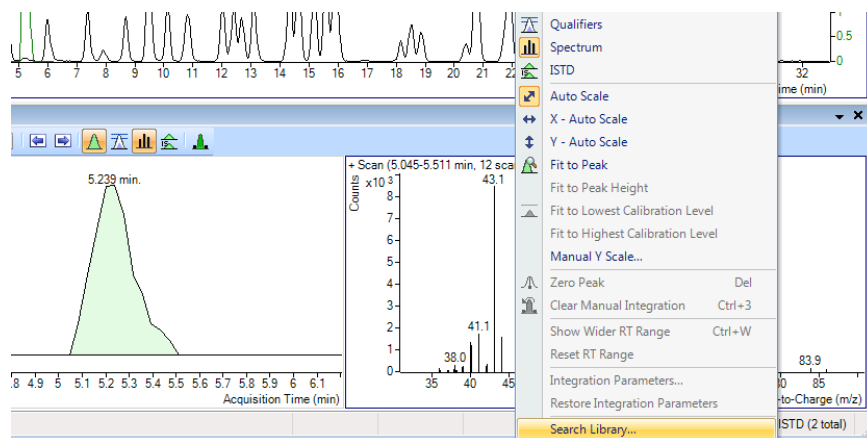 5 6 7 8 9 10 11 12 13 14 15 16 17 18 19 20 21
32
1
-0.5
-0
ime (min)
Qualifiers
Spectrum
ISTD
Auto Scale
X - Auto Scale
Y - Auto Scale
Fit to Peak
Fit to Peak Height
Fit to Lowest Calibration Level
Fit to Highest Calibration Level
Manual Y Scale...
Zero Peak Del
Clear Manual Integration Ctrl+3
Show Wider RT Range Ctrl+W
Reset RT Range
Integration Parameters...
Restore Integration Parameters
Search Library...
5.239 min.
4.9 5 5.1 5.2 5.3 5.4 5.5 5.6 5.7 5.8 5.9 6 6.1
Acquisition Time (min)
+ Scan (5.045-5.511 min, 12 sca
Counts
x10 3
8-
7-
6-
5-
4-
3-
2-
1-
0-
43.1
41.1
38.0
83.9
35 40 45
85
-to-Charge (m/z)
ISTD (2 total)